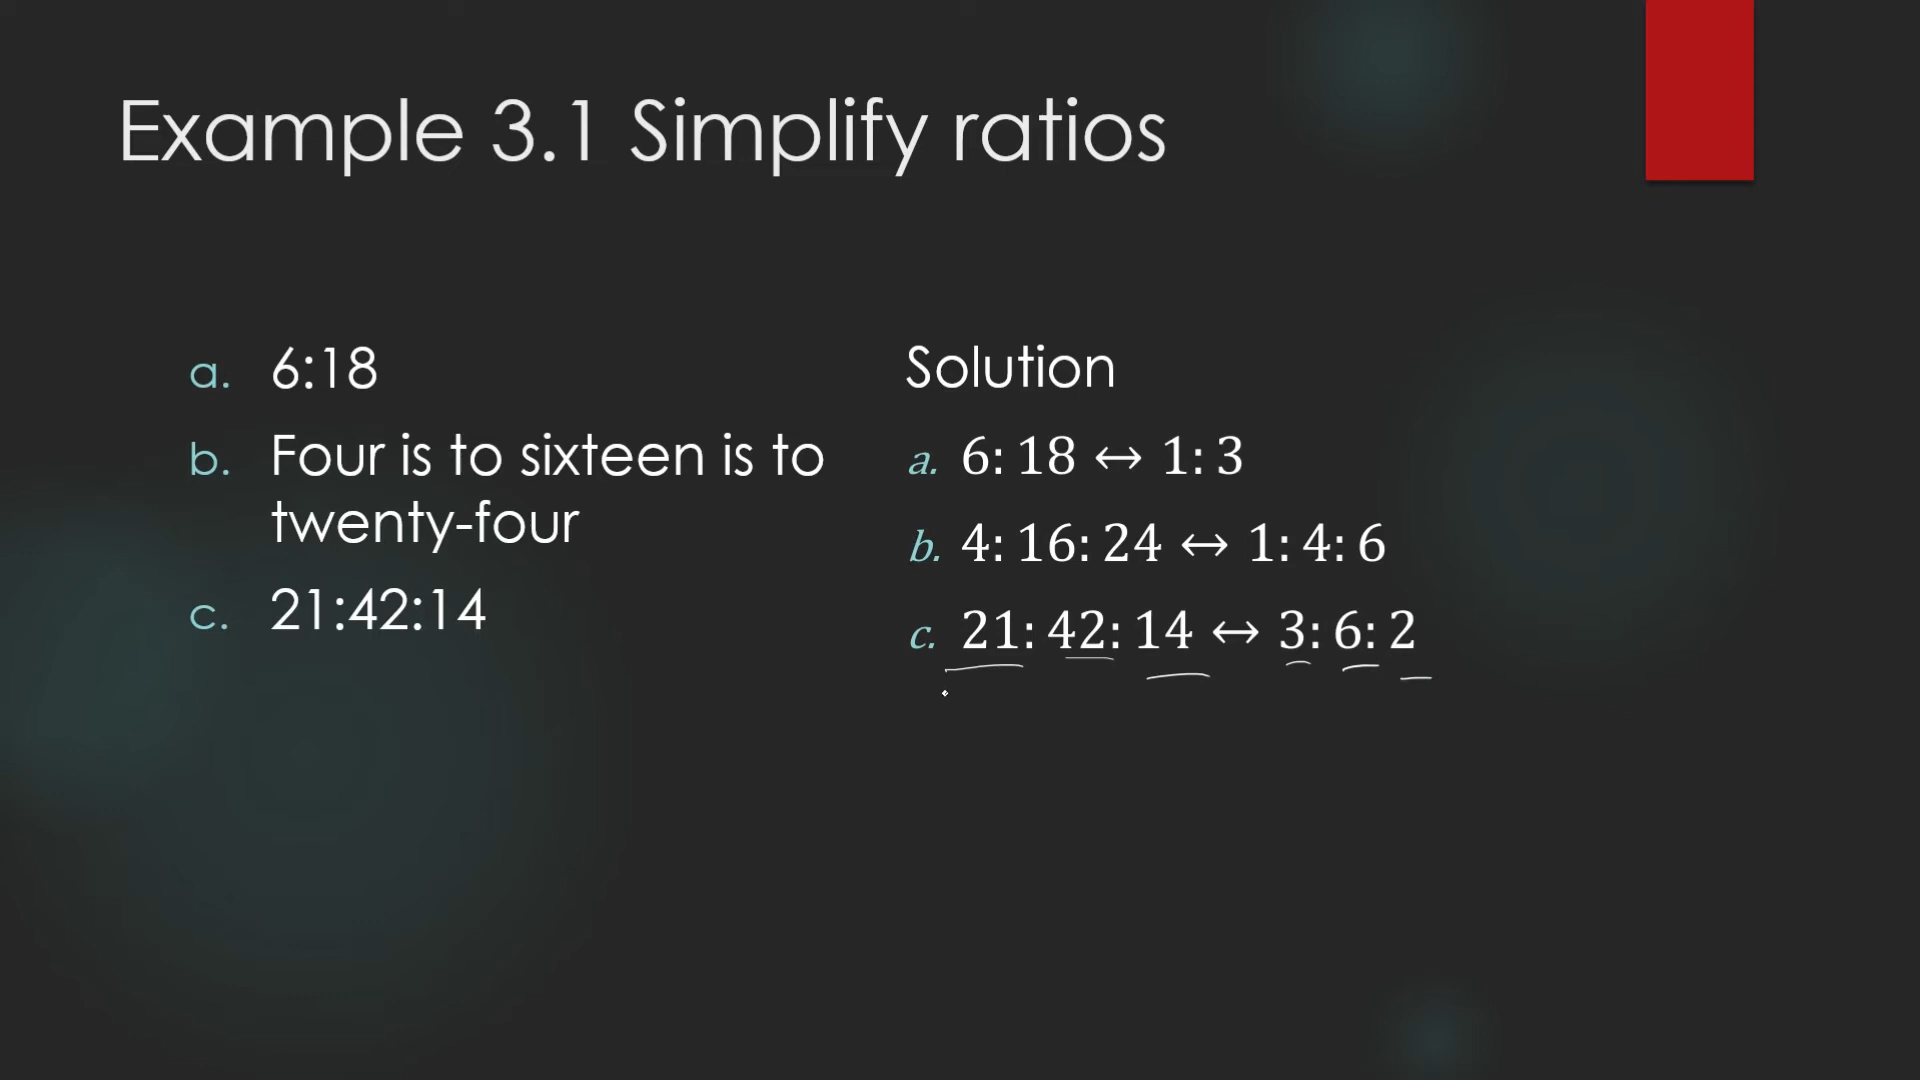 Example 3.1 Simplify ratios
a. 6:18
b. Four is to sixteen is to
twenty-four
c. 21:42:14
Solution
a. 6: 18 ↔ 1: 3
b. 4: 16: 24 ↔ 1: 4: 6
c. 21: 42: 14 ↔ 3: 6: 2